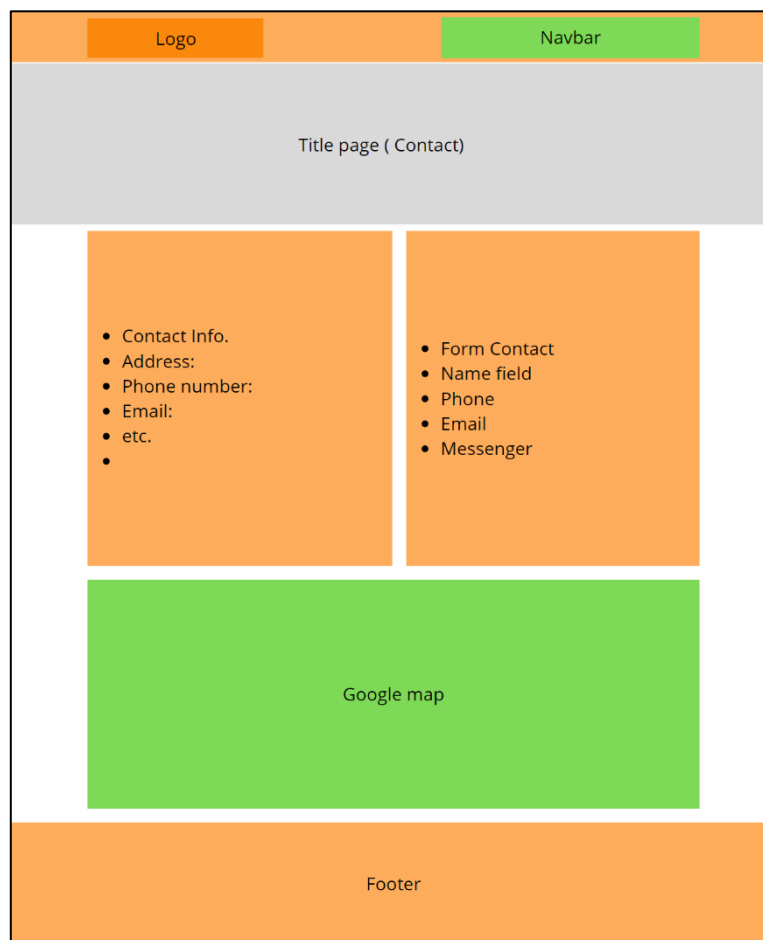 Logo
Navbar
Title page ( Contact)
Contact Info.
Address:
Phone number:
Email:
etc.
Form Contact
Name field
Phone
Email
Messenger
Google map
Footer